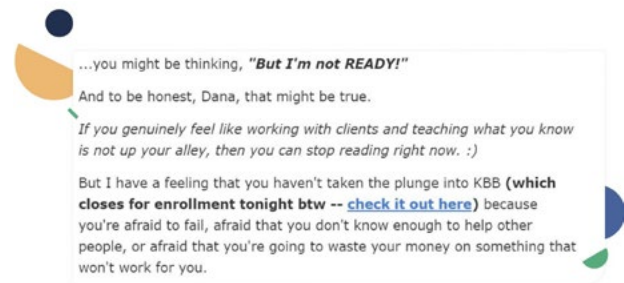 ...you might be thinking, "But I'm not READY!"
And to be honest, Dana, that might be true.
If you genuinely feel like working with clients and teaching what you know
is not up your alley, then you can stop reading right now. :)
But I have a feeling that you haven't taken the plunge into KBB (which
closes for enrollment tonight btw -- check it out here) because
you're afraid to fail, afraid that you don't know enough to help other
people, or afraid that you're going to waste your money on something that
won't work for you.